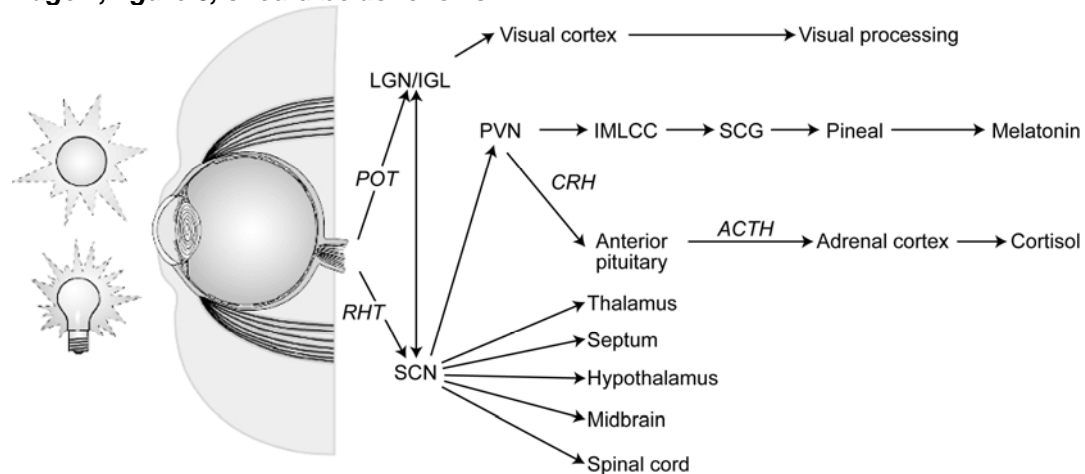 Visual cortex
Visual processing
LGN/IGL
PVN
IMLCC
SCG
Pineal
Melatonin
POT
CRH
ACTH
Anterior
pituitary
Adrenal cortex
Cortisol
RHT
Thalamus
Septum
SCN
Hypothalamus
Midbrain
Spinal cord